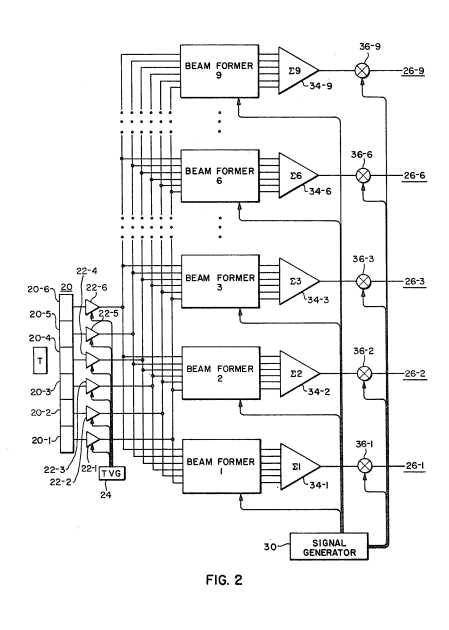 36-9
BEAM FORMER 9
Σ9
26-9
34-9
36-6
BEAM FORMER 6
Σ6
26-6
34-6
36-3
BEAM FORMER 3
Σ3
26-3
34-3
22-4
20
22-6
20-6
22-5
20-5
20-4
T
20-3
20-2
20-1
22-3
22-2
22-1
TVG
24
36-2
BEAM FORMER 2
Σ2
26-2
34-2
36-1
BEAM FORMER 1
Σ1
26-1
34-1
30
SIGNAL GENERATOR
FIG. 2